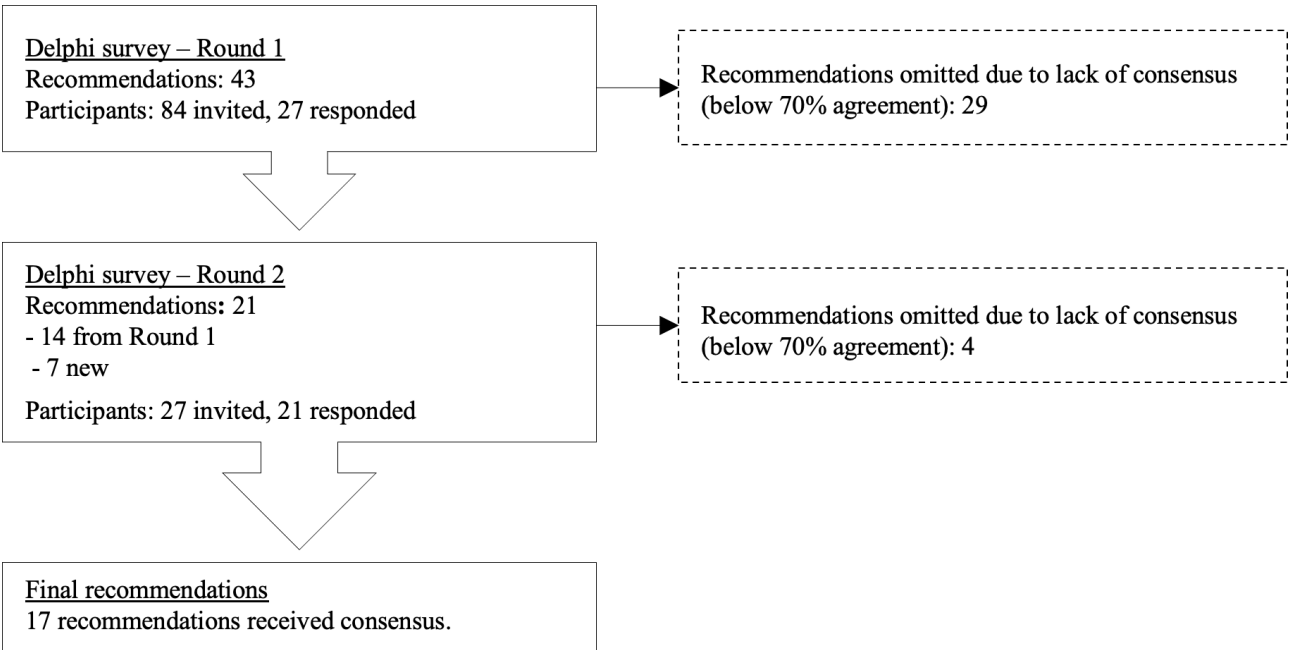 Delphi survey – Round 1
Recommendations: 43
Participants: 84 invited, 27 responded
Recommendations omitted due to lack of consensus
(below 70% agreement): 29
Delphi survey – Round 2
Recommendations: 21
- 14 from Round 1
- 7 new
Participants: 27 invited, 21 responded
Recommendations omitted due to lack of consensus
(below 70% agreement): 4
Final recommendations
17 recommendations received consensus.